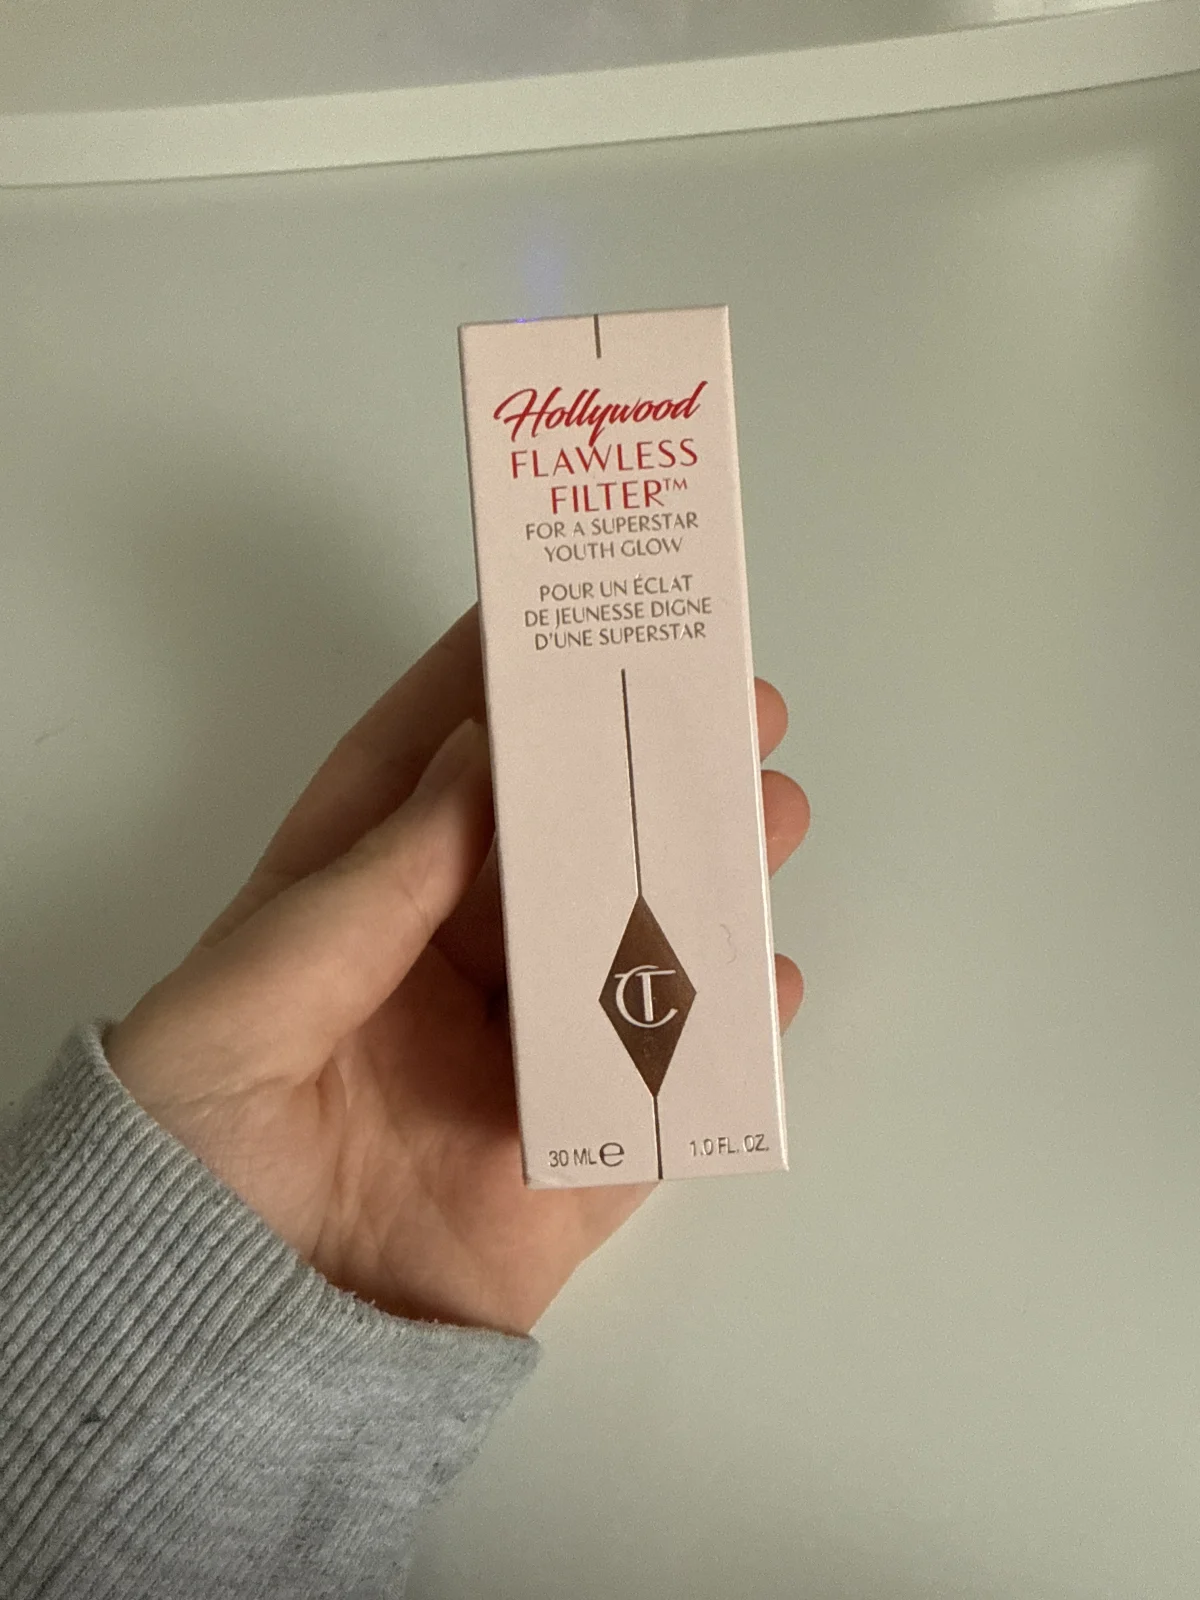 Hollywood
FLAWLESS
FILTER™
FOR A SUPERSTAR
YOUTH GLOW
POUR UN ÉCLAT
DE JEUNESSE DIGNE
D'UNE SUPERSTAR
CT
30 ML ℮ 1.0 FL. OZ.